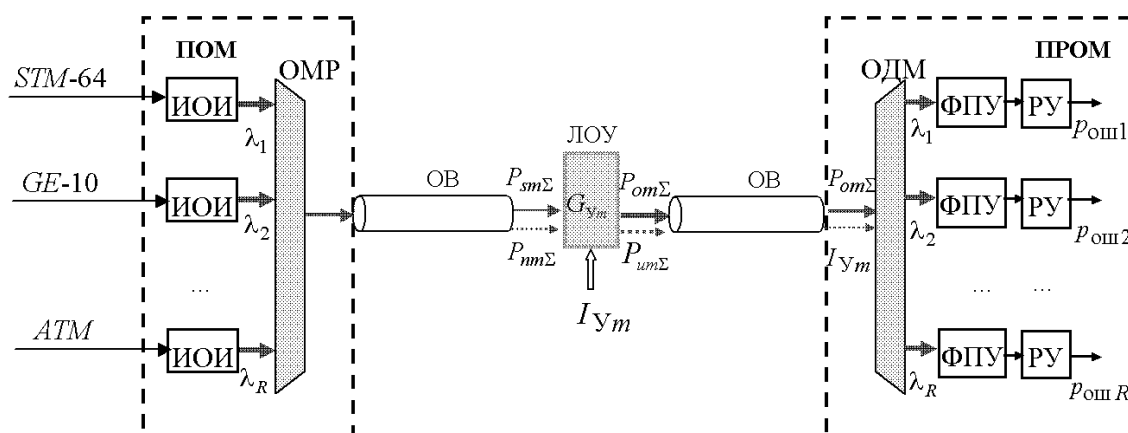 ПОМ
STM-64
ИОИ
λ1
ОМР
GE-10
ИОИ
λ2
...
ATM
ИОИ
λR
ОВ
PsmΣ
PnmΣ
ЛОУ
GУm
IУm
PomΣ
PumΣ
ОВ
PomΣ
IУm
ПРОМ
ОДМ
λ1
ФПУ
РУ
pош1
λ2
ФПУ
РУ
pош2
... ...
λR
ФПУ
РУ
pош R